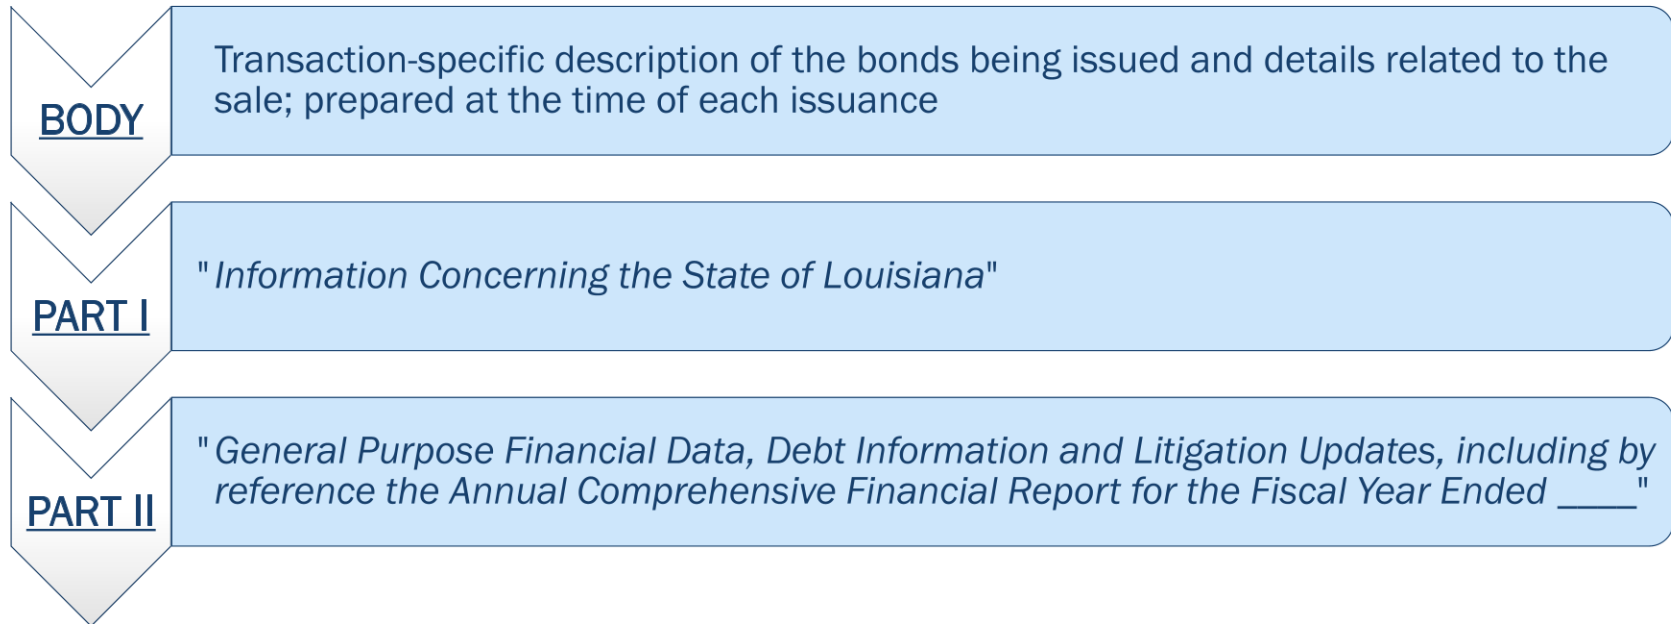 BODY
Transaction-specific description of the bonds being issued and details related to the
sale; prepared at the time of each issuance
PART I
"Information Concerning the State of Louisiana"
PART II
"General Purpose Financial Data, Debt Information and Litigation Updates, including by
reference the Annual Comprehensive Financial Report for the Fiscal Year Ended ____"